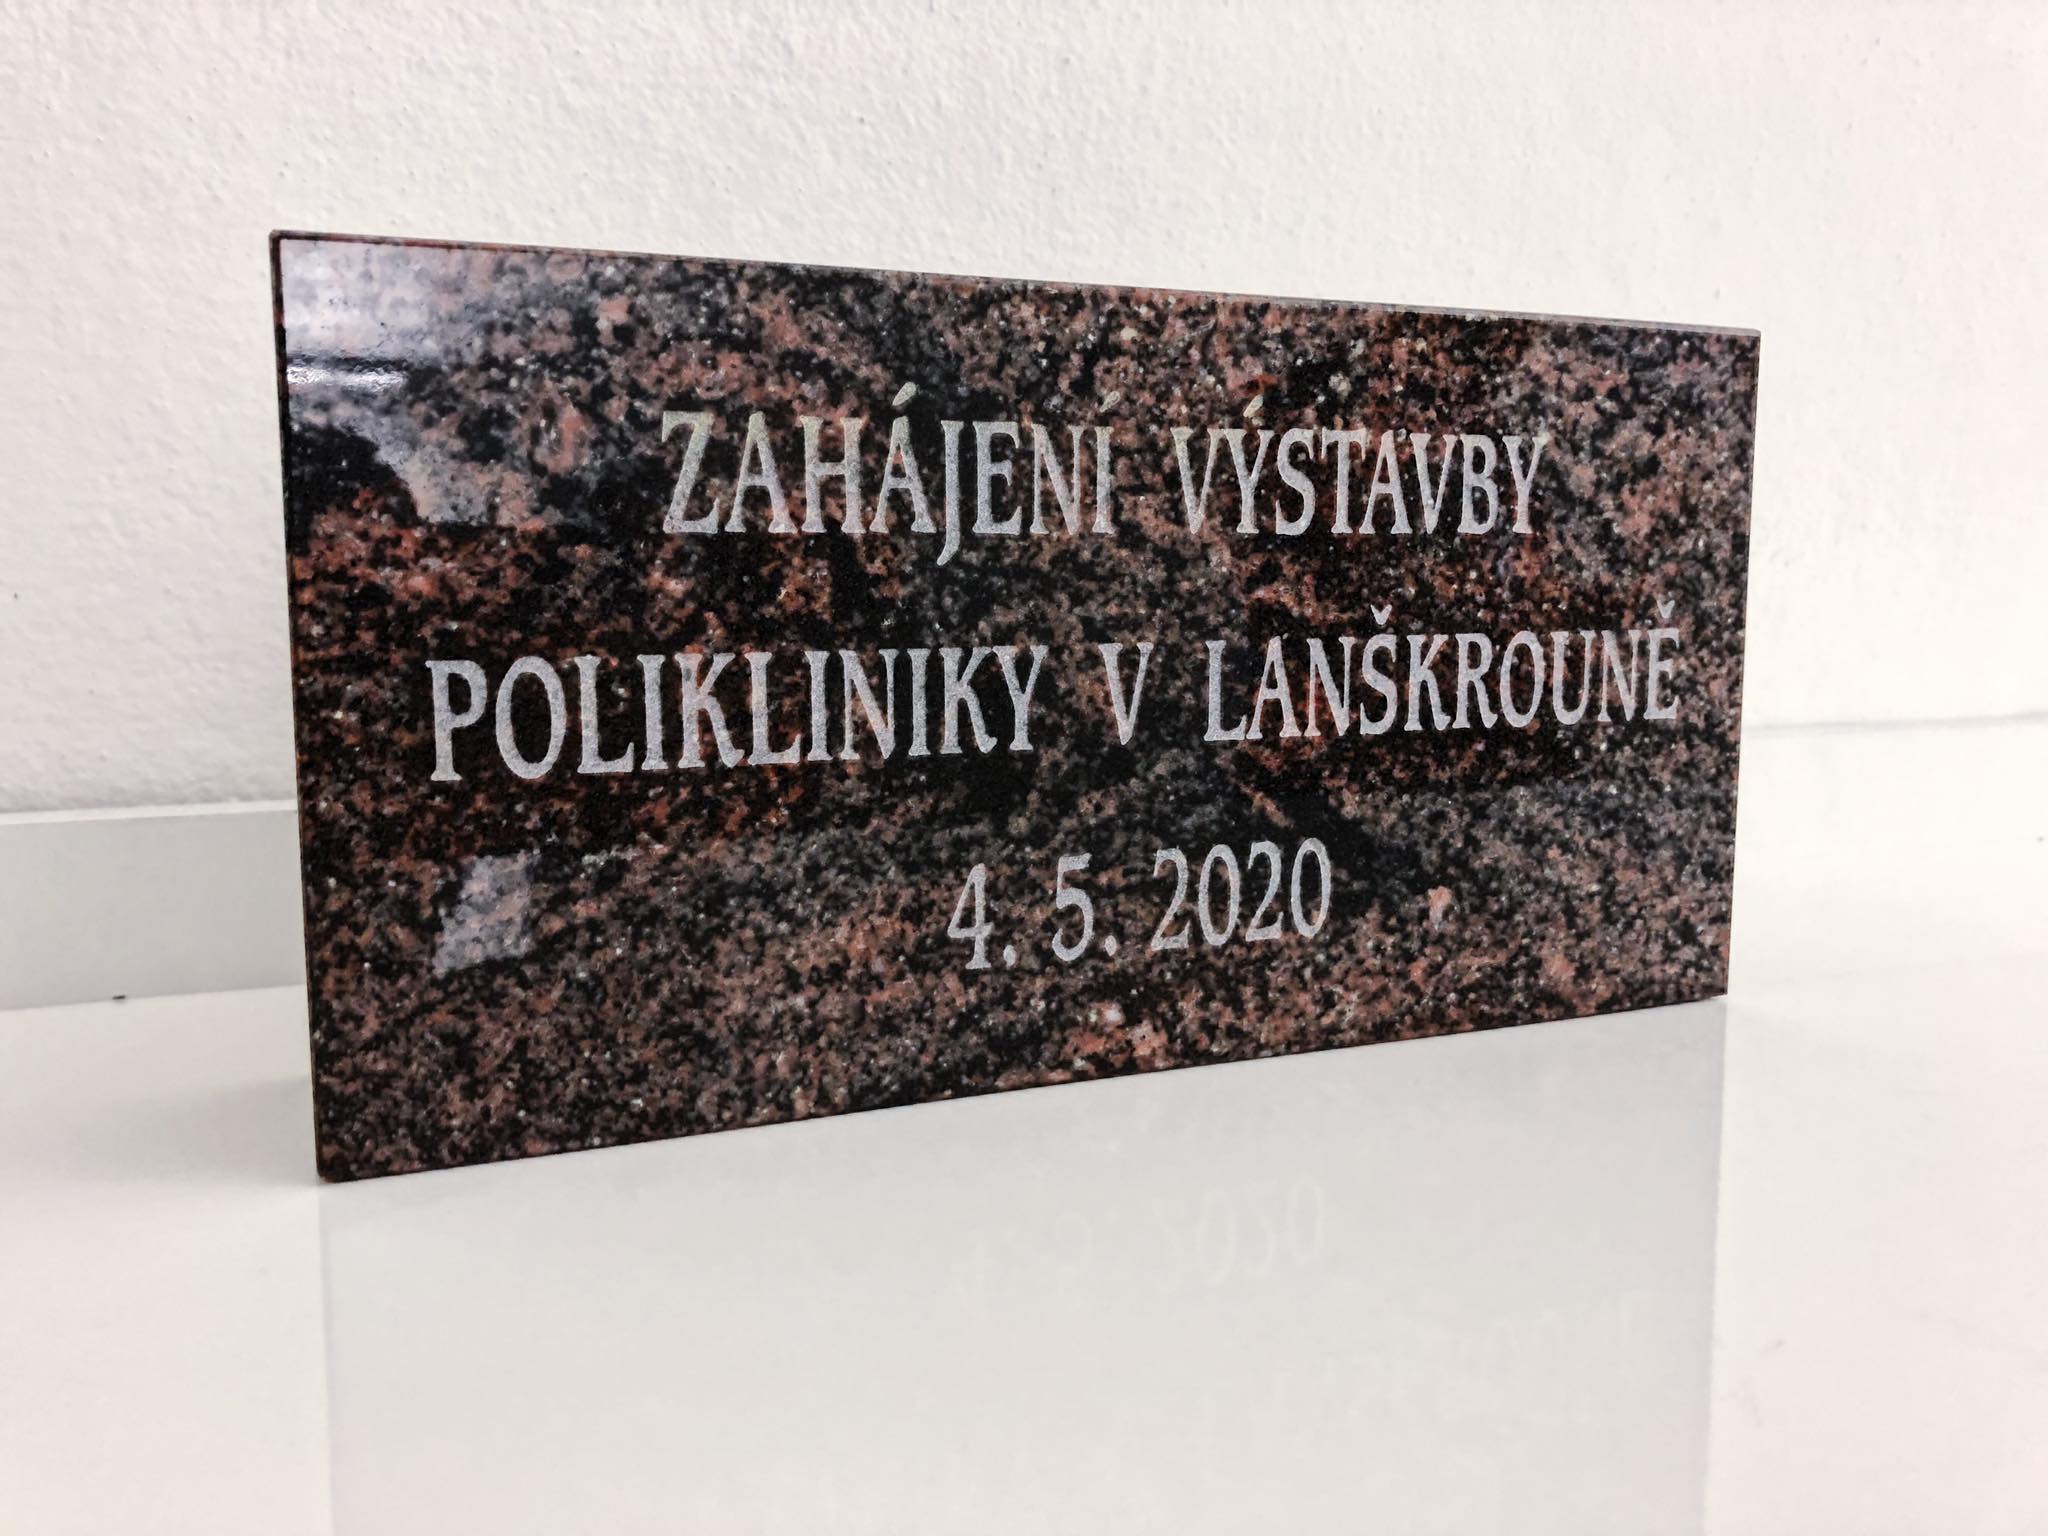 ZAHÁJENÍ VÝSTAVBY
POLIKLINIKY V LANŠKROUNĚ
4. 5. 2020